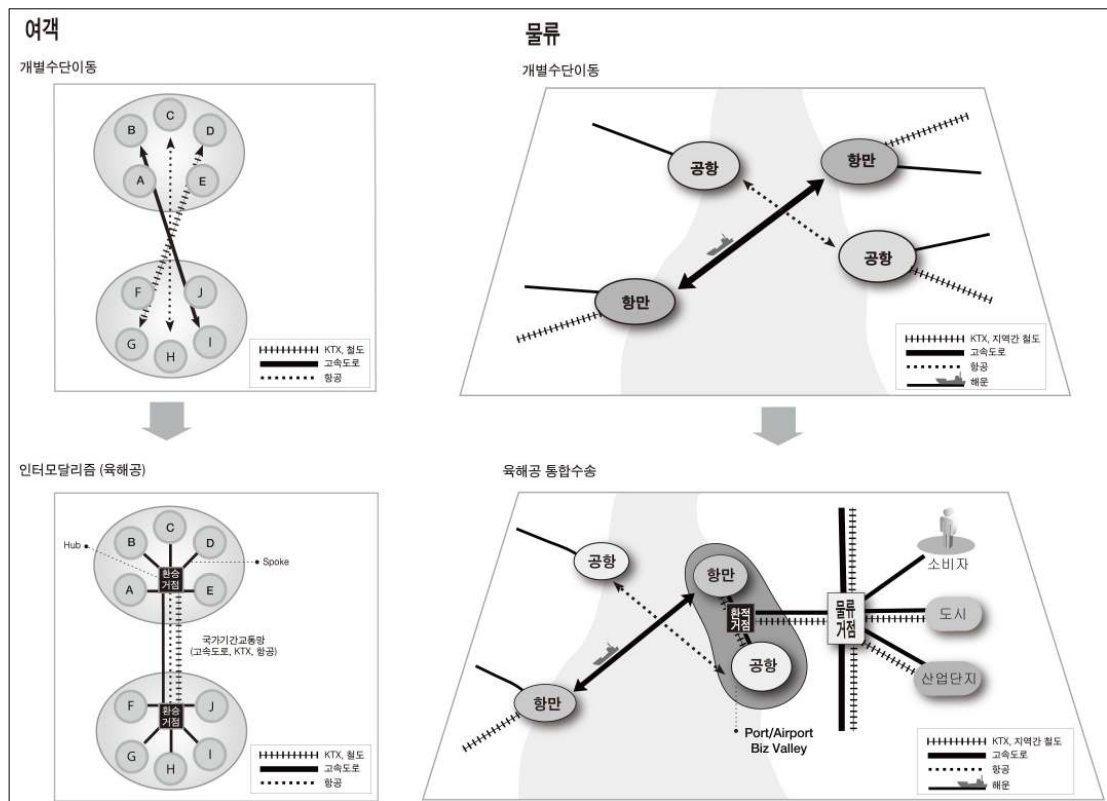 여객
개별수단이동
C
B
D
A
E
F
J
G
H
I
KTX, 철도
고속도로
항공
물류
개별수단이동
공항
항만
공항
항만
KTX, 지역간 철도
고속도로
항공
해운
인터모달리즘 (육해공)
C
Hub
B
D
Spoke
환승
거점
A
E
국가기간교통망
(고속도로, KTX, 항공)
F
환승
거점
J
G
H
I
KTX, 철도
고속도로
항공
육해공 통합수송
공항
항만
환적
거점
공항
항만
물류
거점
소비자
도시
산업단지
Port/Airport
Biz Valley
KTX, 지역간 철도
고속도로
항공
해운